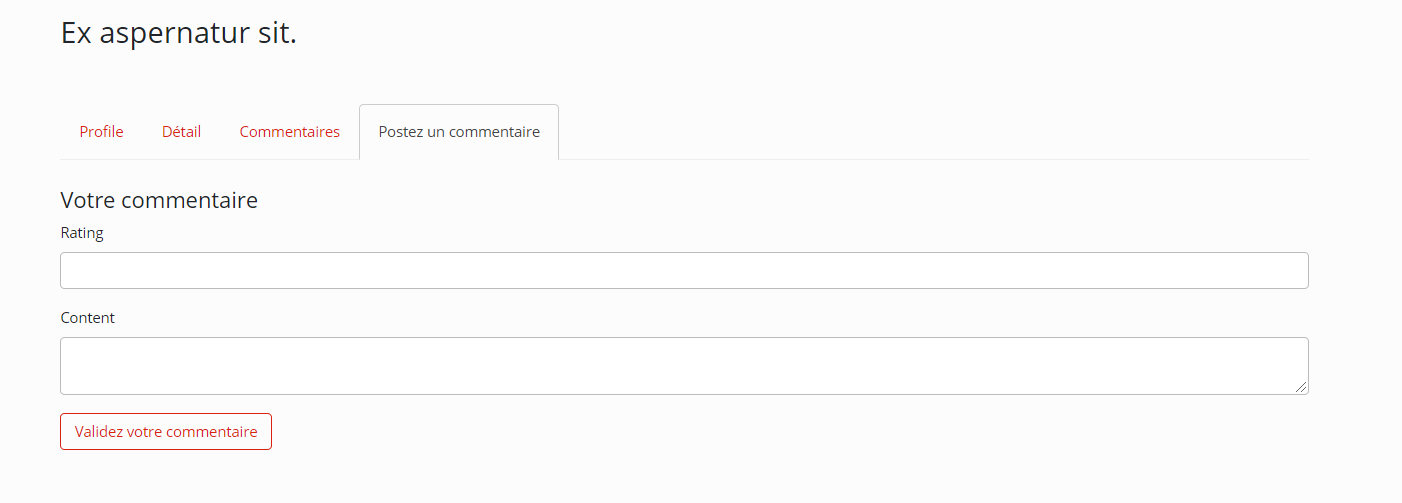 Ex aspernatur sit.
Profile Détail Commentaires Postez un commentaire
Votre commentaire
Rating
Content
Validez votre commentaire